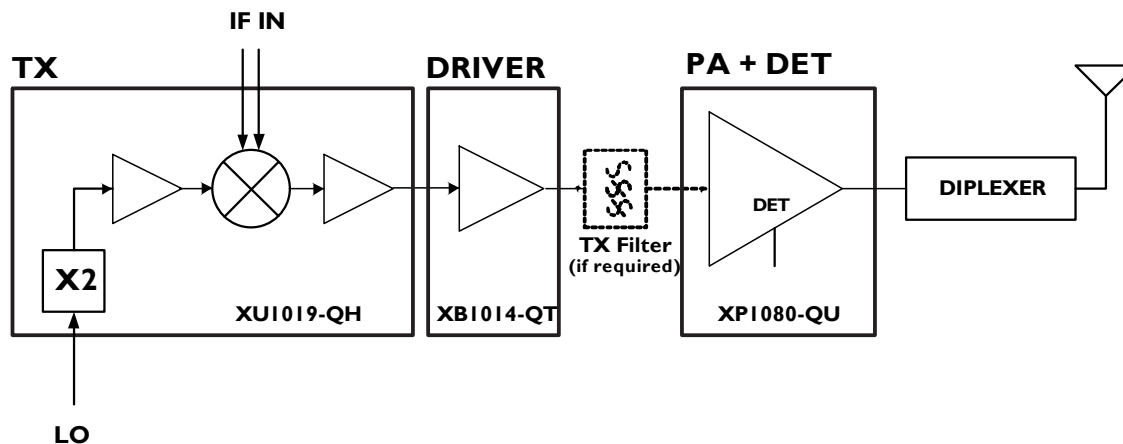 IF IN
TX
DRIVER
PA + DET
DET
DIPLEXER
TX Filter
(if required)
X2
XU1019-QH
XB1014-QT
XP1080-QU
LO